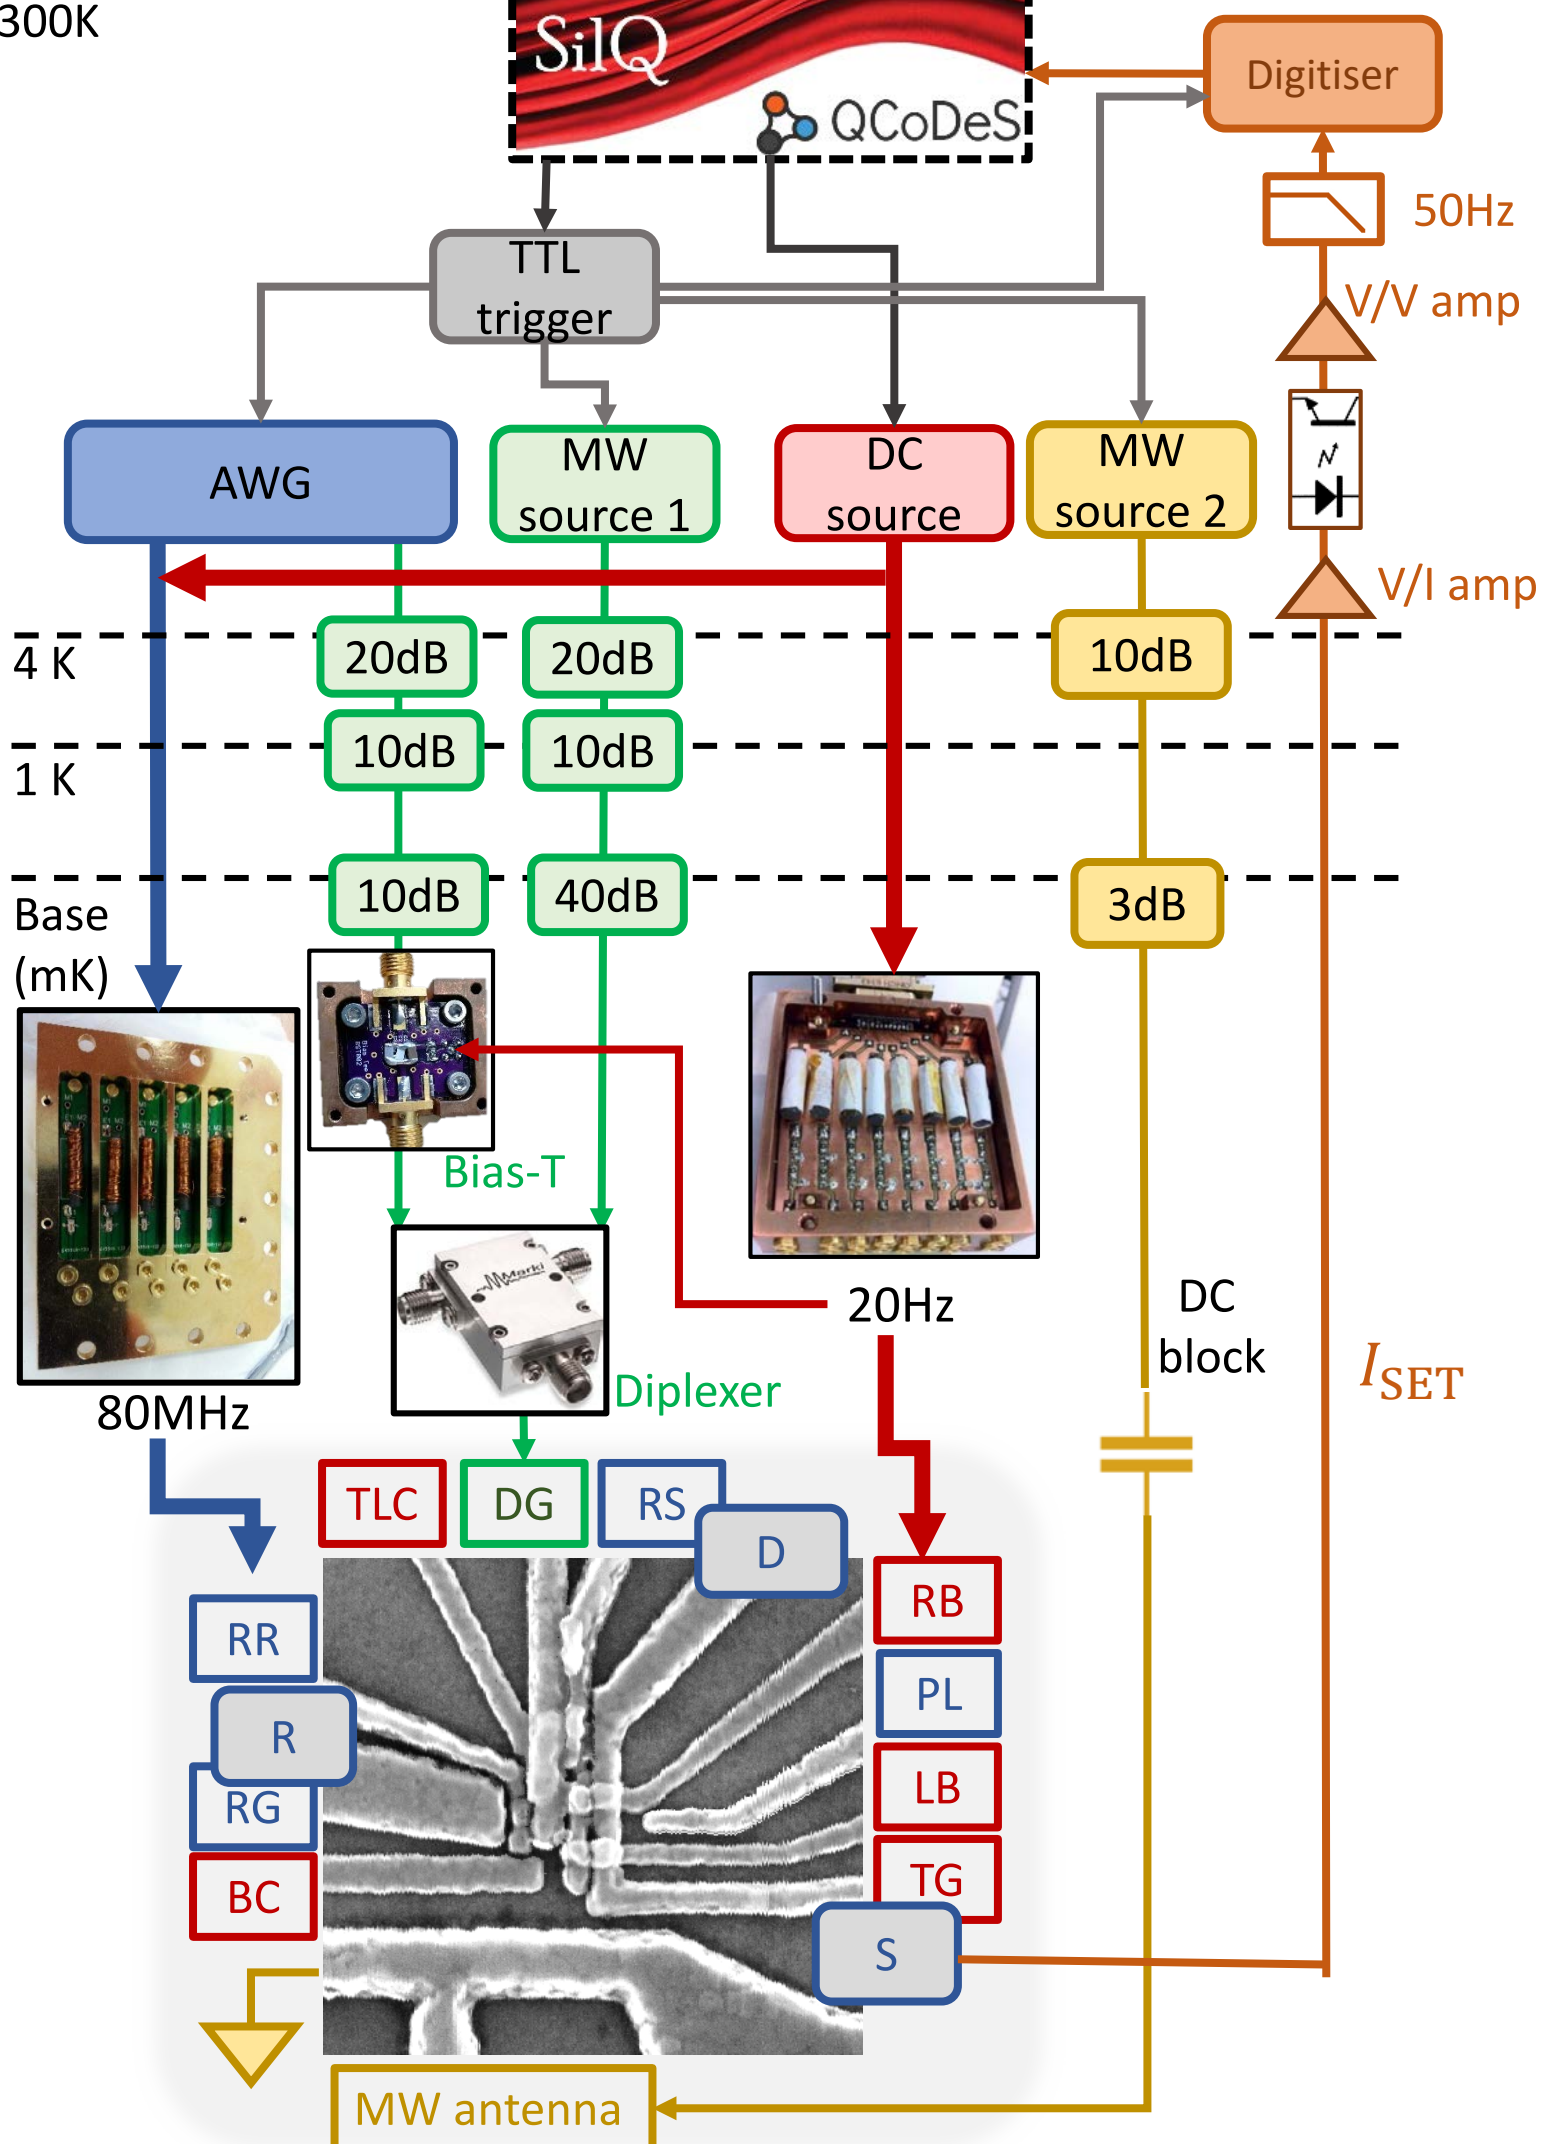 300K
SilQ
QCoDeS
Digitiser
50Hz
TTL
trigger
V/V amp
AWG
MW
source 1
DC
source
MW
source 2
V/I amp
4 K
20dB
20dB
10dB
1 K
10dB
10dB
Base
(mK)
10dB
40dB
3dB
Bias-T
Marki
20Hz
DC
block
I_SET
Diplexer
80MHz
TLC
DG
RS
D
RB
RR
PL
R
LB
RG
TG
BC
S
MW antenna